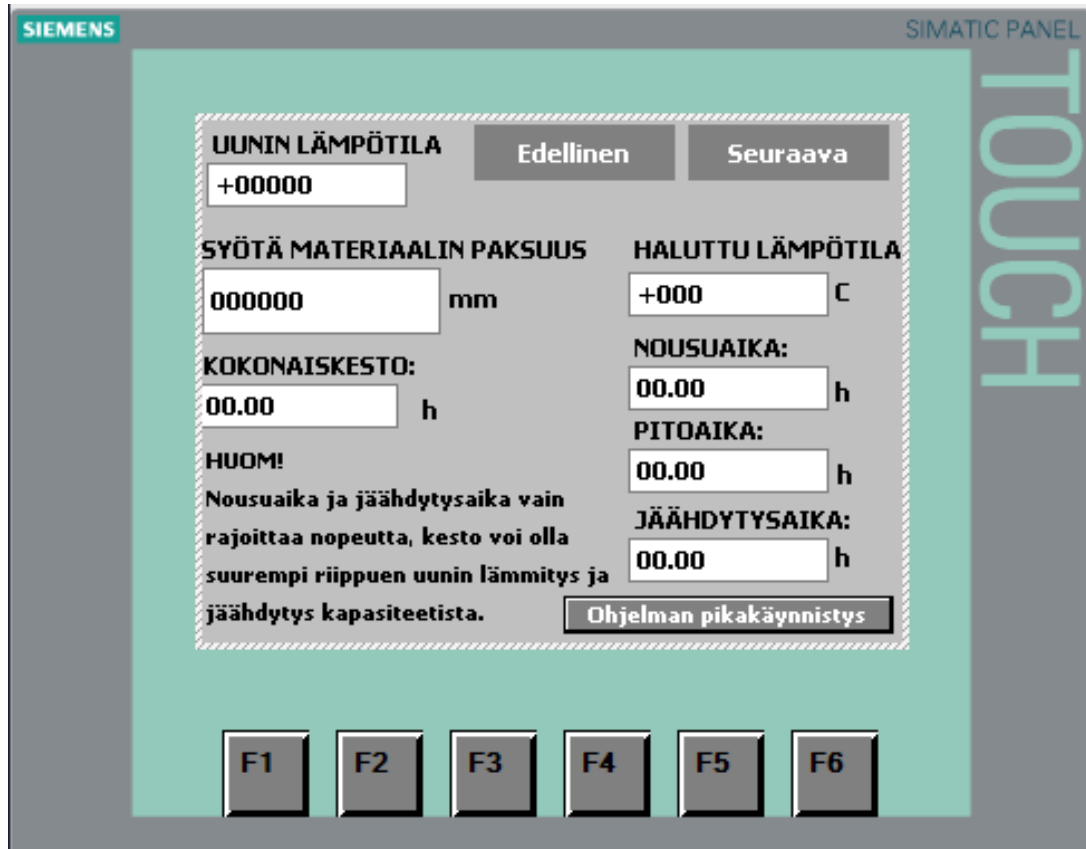 SIEMENS
SIMATIC PANEL
TOUCH
UUNIN LÄMPÖTILA
Edellinen
Seuraava
+00000
SYÖTÄ MATERIAALIN PAKSUUS
HALUTTU LÄMPÖTILA
000000 mm
+000 C
KOKONAISKESTO:
NOUSUAIKA:
00.00 h
00.00 h
PITOAIKA:
00.00 h
HUOM!
Nousuaika ja jäähdytysaika vain
rajoittaa nopeutta, kesto voi olla
suurempi riippuen uunin lämmitys ja
jäähdytys kapasiteetista.
JÄÄHDYTYSAIKA:
00.00 h
Ohjelman pikakäynnistys
F1 F2 F3 F4 F5 F6